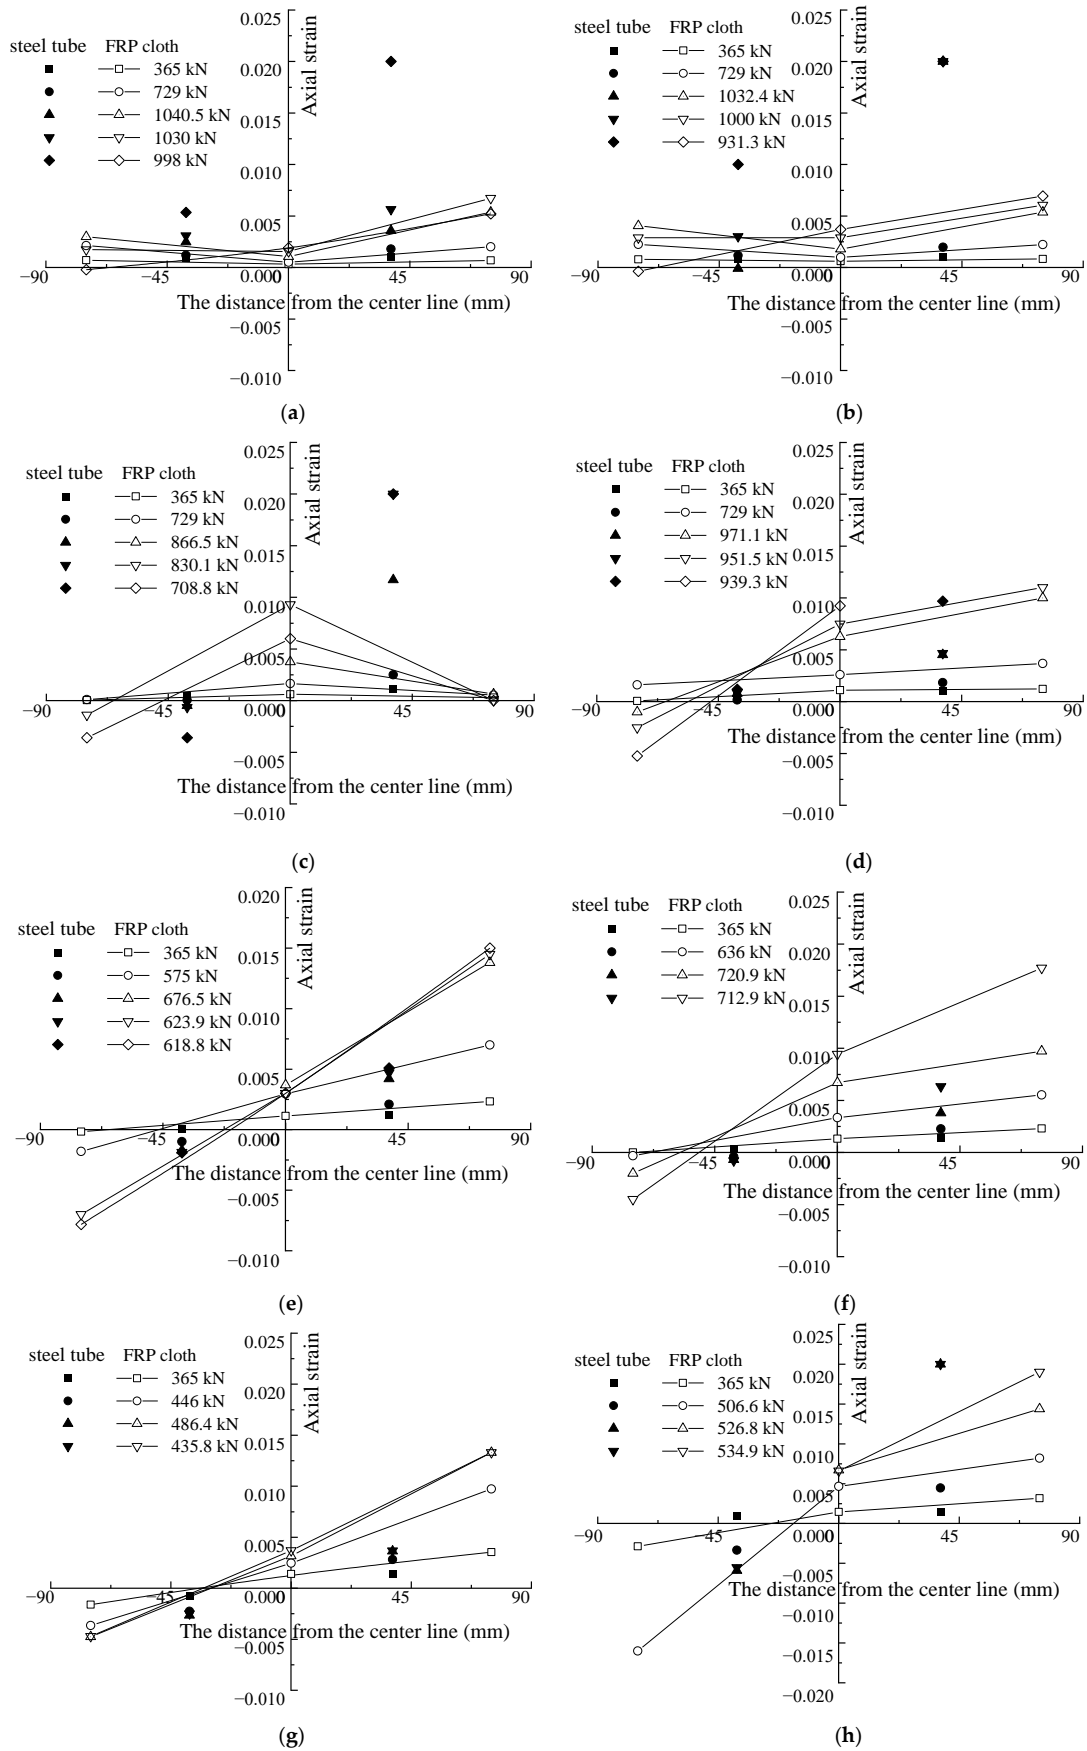 0.025
0.020
0.015
0.010
0.005
0.000
−0.005
−0.010
Axial strain
steel tube FRP cloth
365 kN
729 kN
1040.5 kN
1030 kN
998 kN
−90 −45 0 45 90
The distance from the center line (mm)
(a)
0.025
0.020
0.015
0.010
0.005
0.000
−0.005
−0.010
Axial strain
steel tube FRP cloth
365 kN
729 kN
1032.4 kN
1000 kN
931.3 kN
−90 −45 0 45 90
The distance from the center line (mm)
(b)
0.025
0.020
0.015
0.010
0.005
0.000
−0.005
−0.010
Axial strain
steel tube FRP cloth
365 kN
729 kN
866.5 kN
830.1 kN
708.8 kN
−90 −45 0 45 90
The distance from the center line (mm)
(c)
0.025
0.020
0.015
0.010
0.005
0.000
−0.005
−0.010
Axial strain
steel tube FRP cloth
365 kN
729 kN
971.1 kN
951.5 kN
939.3 kN
−90 −45 0 45 90
The distance from the center line (mm)
(d)
0.020
0.015
0.010
0.005
0.000
−0.005
−0.010
Axial strain
steel tube FRP cloth
365 kN
575 kN
676.5 kN
623.9 kN
618.8 kN
−90 −45 0 45 90
The distance from the center line (mm)
(e)
0.025
0.020
0.015
0.010
0.005
0.000
−0.005
−0.010
Axial strain
steel tube FRP cloth
365 kN
636 kN
720.9 kN
712.9 kN
−90 −45 0 45 90
The distance from the center line (mm)
(f)
0.025
0.020
0.015
0.010
0.005
0.000
−0.005
−0.010
Axial strain
steel tube FRP cloth
365 kN
446 kN
486.4 kN
435.8 kN
−90 −45 0 45 90
The distance from the center line (mm)
(g)
0.025
0.020
0.015
0.010
0.005
0.000
−0.005
−0.010
−0.015
−0.020
Axial strain
steel tube FRP cloth
365 kN
506.6 kN
526.8 kN
534.9 kN
−90 −45 0 45 90
The distance from the center line (mm)
(h)